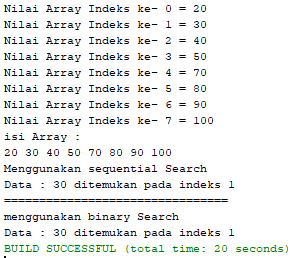 Nilai Array Indeks ke- 0 = 20
Nilai Array Indeks ke- 1 = 30
Nilai Array Indeks ke- 2 = 40
Nilai Array Indeks ke- 3 = 50
Nilai Array Indeks ke- 4 = 70
Nilai Array Indeks ke- 5 = 80
Nilai Array Indeks ke- 6 = 90
Nilai Array Indeks ke- 7 = 100
isi Array :
20 30 40 50 70 80 90 100
Menggunakan sequential Search
Data : 30 ditemukan pada indeks 1
================================
menggunakan binary Search
Data : 30 ditemukan pada indeks 1
BUILD SUCCESSFUL (total time: 20 seconds)